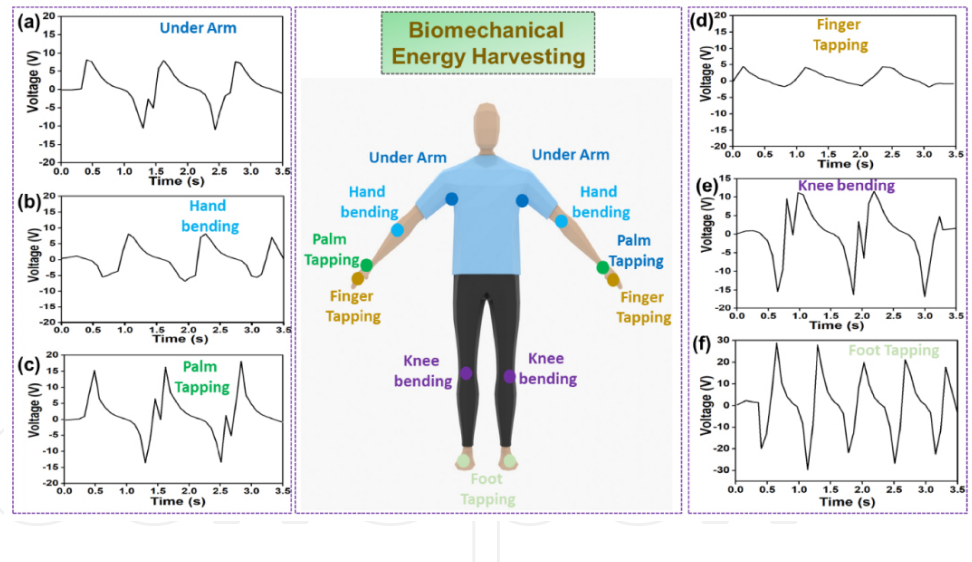 (a)
Under Arm
Voltage (V)
20
15
10
5
0
-5
-10
-15
-20
0.0 0.5 1.0 1.5 2.0 2.5 3.0 3.5
Time (s)
(b)
Hand
bending
Voltage (V)
20
15
10
5
0
-5
-10
-15
-20
0.0 0.5 1.0 1.5 2.0 2.5 3.0 3.5
Time (s)
(c)
Palm
Tapping
Voltage (V)
20
15
10
5
0
-5
-10
-15
-20
0.0 0.5 1.0 1.5 2.0 2.5 3.0 3.5
Time (s)
Biomechanical
Energy Harvesting
Under Arm
Under Arm
Hand
bending
Hand
bending
Palm
Tapping
Palm
Tapping
Finger
Tapping
Finger
Tapping
Knee
bending
Knee
bending
Foot
Tapping
(d)
Finger
Tapping
Voltage (V)
20
15
10
5
0
-5
-10
-15
-20
0.0 0.5 1.0 1.5 2.0 2.5 3.0 3.5
Time (s)
(e)
Knee bending
Voltage (V)
15
10
5
0
-5
-10
-15
-20
0.0 0.5 1.0 1.5 2.0 2.5 3.0 3.5
Time (s)
(f)
Foot Tapping
Voltage (V)
30
20
10
0
-10
-20
-30
0.0 0.5 1.0 1.5 2.0 2.5 3.0 3.5
Time (s)